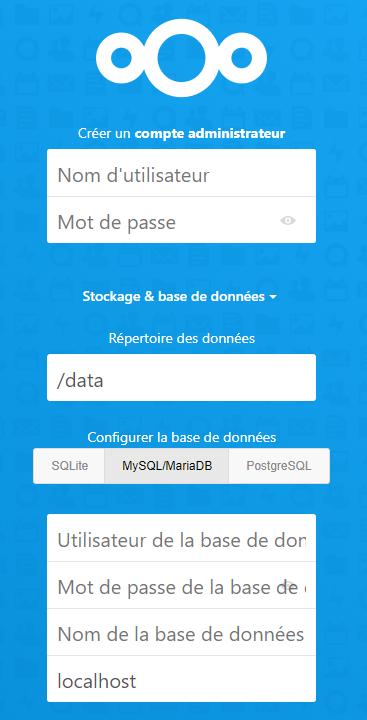 Créer un compte administrateur
Nom d'utilisateur
Mot de passe
Stockage & base de données
Répertoire des données
/data
Configurer la base de données
SQLite MySQL/MariaDB PostgreSQL
Utilisateur de la base de don
Mot de passe de la base de
Nom de la base de données
localhost